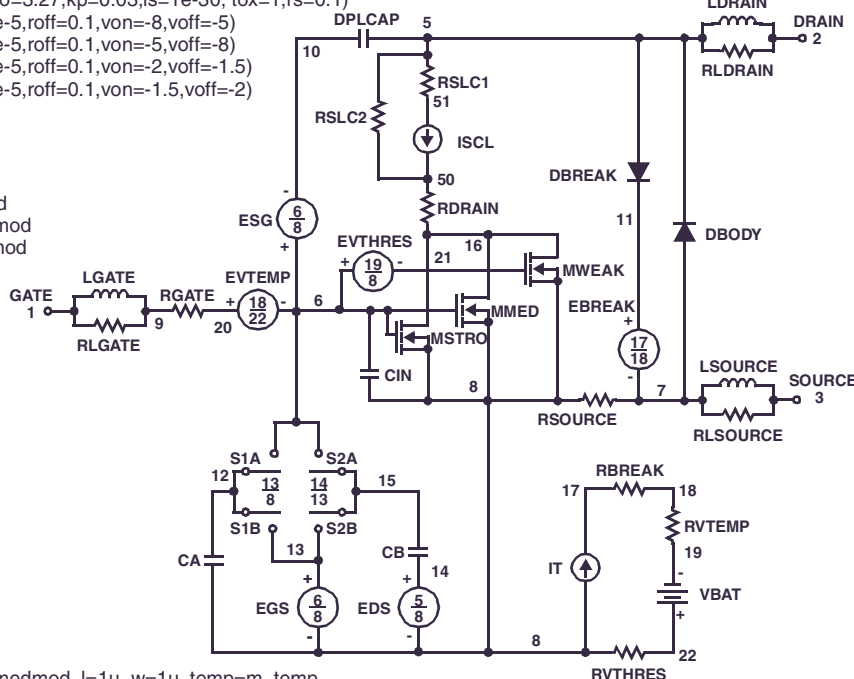 o=3.27,kp=0.03,is=1e-30, tox=1,rs=0.1)
e-5,roff=0.1,von=-8,voff=-5)
e-5,roff=0.1,von=-5,voff=-8)
e-5,roff=0.1,von=-2,voff=-1.5)
e-5,roff=0.1,von=-1.5,voff=-2)
d
mod
mod
LDRAIN
DPLCAP 5 DRAIN
10 2
RLDRAIN
RSLC1
51
RSLC2
ISCL
DBREAK
50
- RDRAIN
ESG 6/8 11 DBODY
+ EVTHRES 16
+ 19/8 - 21 MWEAK
LGATE EVTEMP
GATE RGATE + 18/22 - 6 MMED EBREAK
1 9 20 +
RLGATE MSTRO 17/18
CIN - LSOURCE
8 7 SOURCE
3
RSOURCE
RLSOURCE
S1A S2A
12 13/8 14/13 15
S1B S2B
RBREAK
17 18
RVTEMP
13 CB 19
CA 14 IT -
+ + VBAT
EGS 6/8 EDS 5/8 +
- - 8
22
RVTHRES
modmod l=1u w=1u temp=m_temp